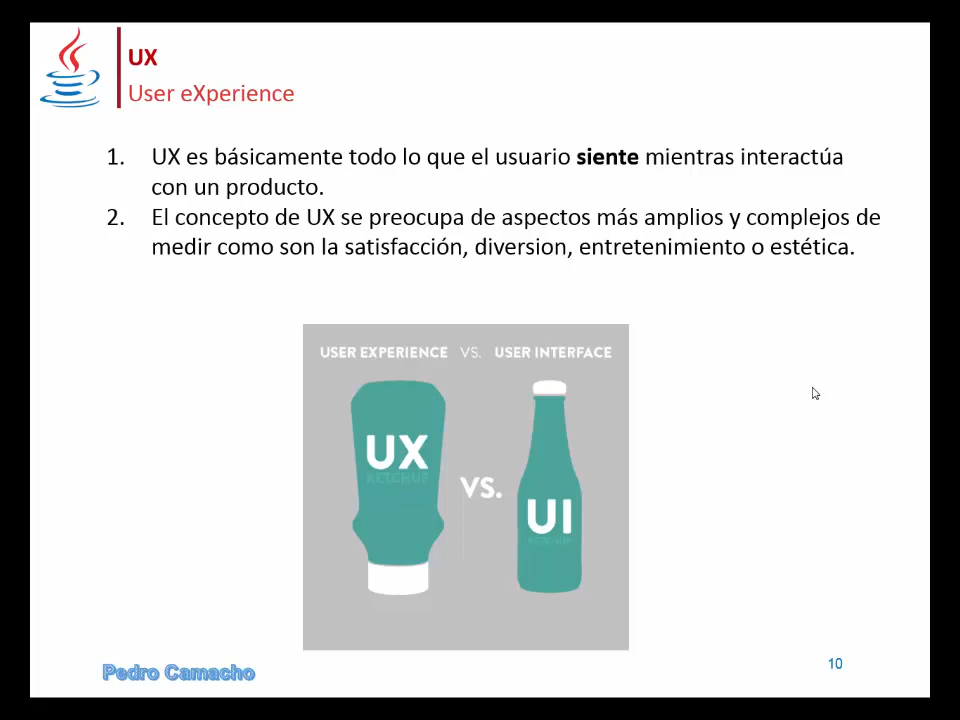 UX
User eXperience
1. UX es básicamente todo lo que el usuario siente mientras interactúa
con un producto.
2. El concepto de UX se preocupa de aspectos más amplios y complejos de
medir como son la satisfacción, diversion, entretenimiento o estética.
USER EXPERIENCE VS. USER INTERFACE
UX
KETCHUP
VS.
UI
KETCHUP
Pedro Camacho
10